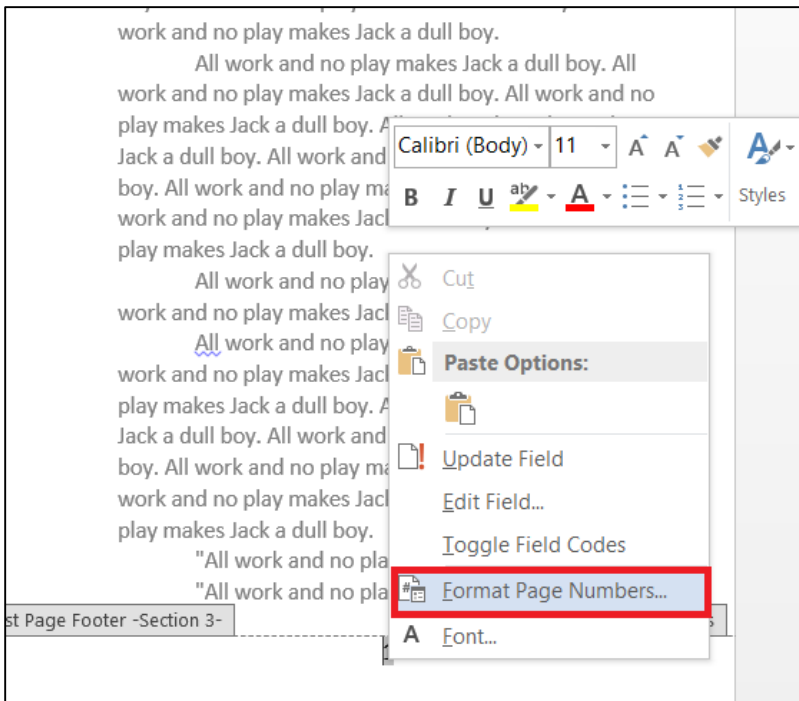 work and no play makes Jack a dull boy.
All work and no play makes Jack a dull boy. All
work and no play makes Jack a dull boy. All work and no
play makes Jack a dull boy.
Jack a dull boy. All work and
boy. All work and no play
work and no play makes
play makes Jack a dull boy.
All work and no play
work and no play makes
All work and no play
work and no play makes
play makes Jack a dull boy.
Jack a dull boy. All work and
boy. All work and no play
work and no play makes
play makes Jack a dull boy.
"All work and no
"All work and no
Page Footer -Section 3-
Calibri (Body) 11 A A A
B I U ab A Styles
Cut
Copy
Paste Options:
Update Field
Edit Field...
Toggle Field Codes
Format Page Numbers...
Font...